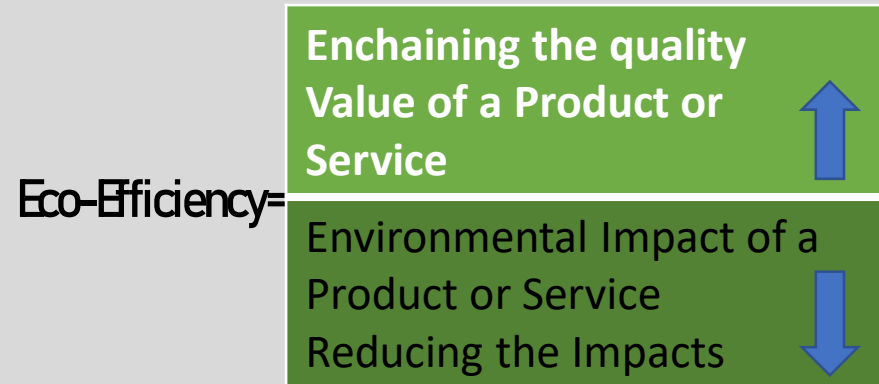 Enchaining the quality
Value of a Product or
Service
Eco-Efficiency=
Environmental Impact of a
Product or Service
Reducing the Impacts